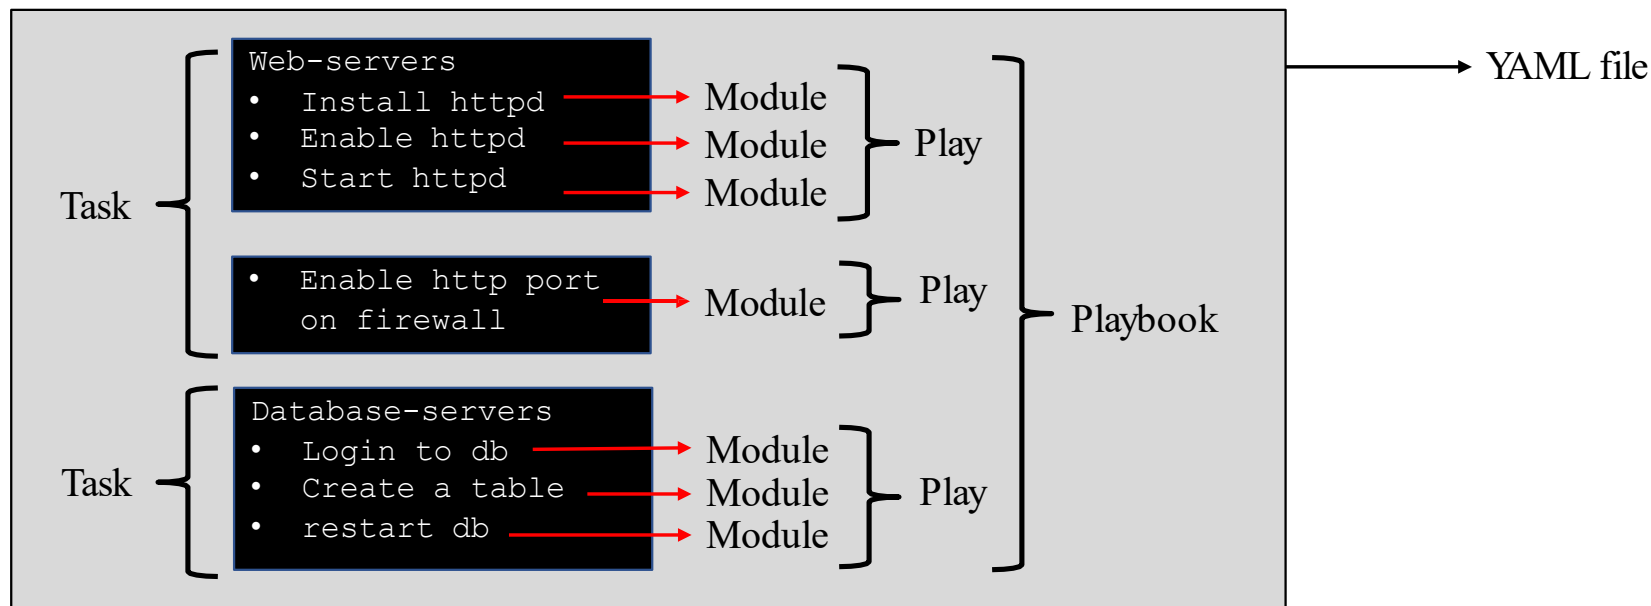 Web-servers
• Install httpd
• Enable httpd
• Start httpd
Module
Module
Module
Play
Task
• Enable http port
on firewall
Module
Play
Database-servers
• Login to db
• Create a table
• restart db
Module
Module
Module
Play
Task
Playbook
YAML file